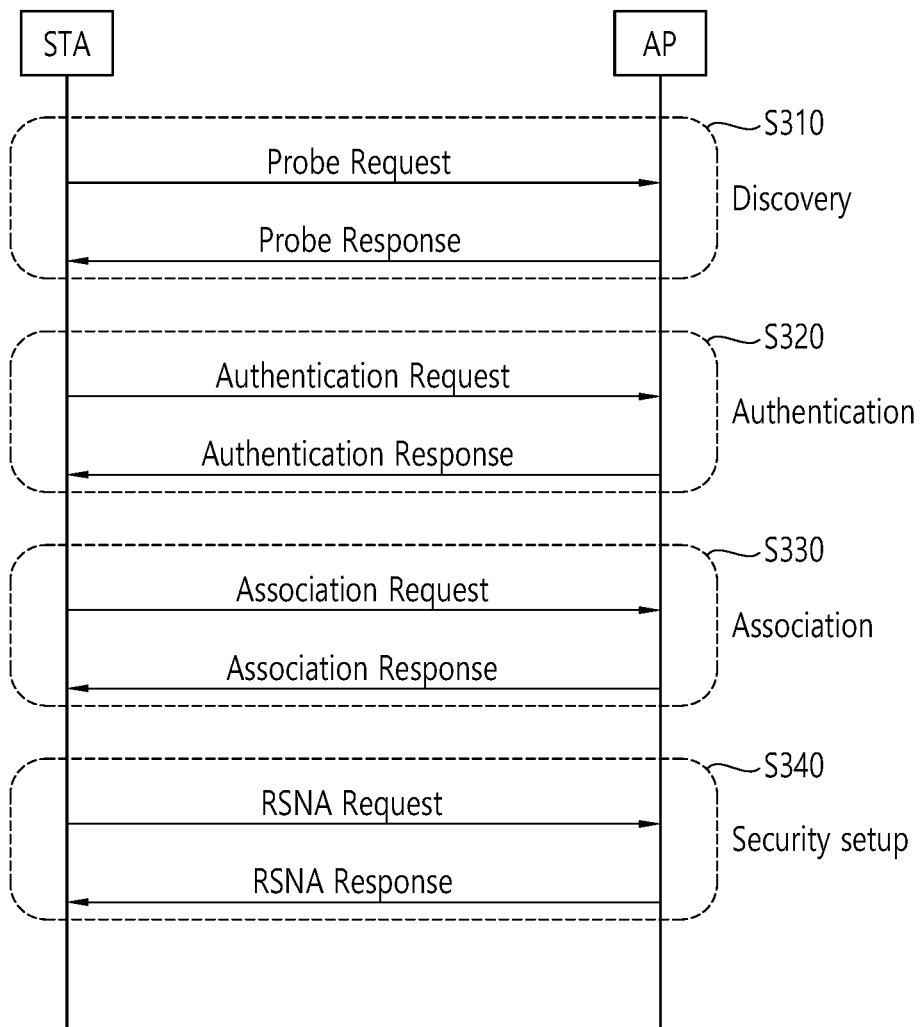 STA
AP
S310
Probe Request
Discovery
Probe Response
S320
Authentication Request
Authentication
Authentication Response
S330
Association Request
Association
Association Response
S340
RSNA Request
Security setup
RSNA Response